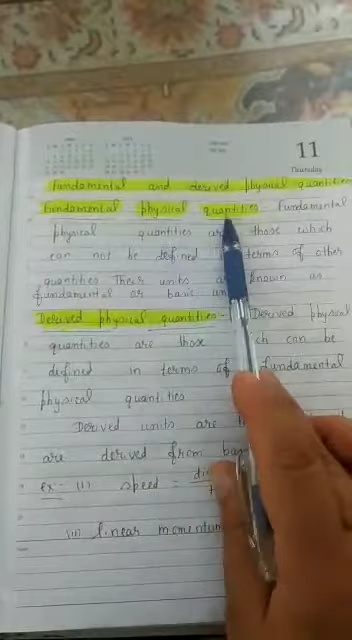 11
Thursday
Fundamental and derived physical quantities
Fundamental physical quantities Fundamental
physical quantities are those which
can not be defined terms of other
quantities Their units a known as
fundamental or basic un
Derived physical quantities- Derived physical
quantities are those ch can be
defined in terms of fundamental
physical quantities
Derived units are
are derived from
ex- (i) speed =
(ii) linear momentum